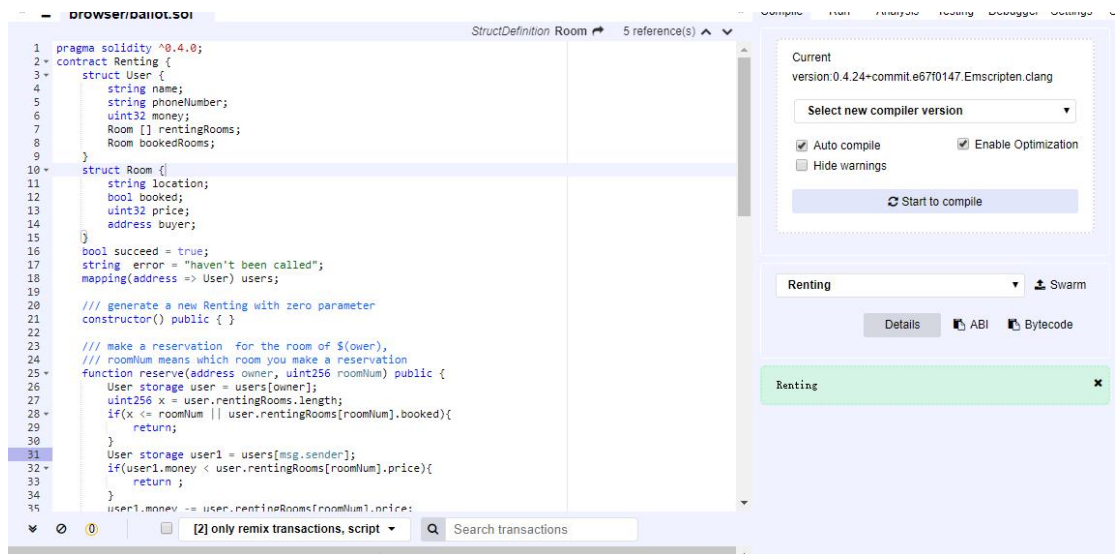 browser/ballot.sol
StructDefinition Room 5 reference(s)
1 pragma solidity ^0.4.0;
2 contract Renting {
3 struct User {
4 string name;
5 string phoneNumber;
6 uint32 money;
7 Room [] rentingRooms;
8 Room bookedRooms;
9 }
10 struct Room {
11 string location;
12 bool booked;
13 uint32 price;
14 address buyer;
15 }
16 bool succeed = true;
17 string error = "haven't been called";
18 mapping(address => User) users;
19
20 /// generate a new Renting with zero parameter
21 constructor() public { }
22
23 /// make a reservation for the room of $(ower),
24 /// roomNum means which room you make a reservation
25 function reserve(address owner, uint256 roomNum) public {
26 User storage user = users[owner];
27 uint256 x = user.rentingRooms.length;
28 if(x <= roomNum || user.rentingRooms[roomNum].booked){
29 return;
30 }
31 User storage user1 = users[msg.sender];
32 if(user1.money < user.rentingRooms[roomNum].price){
33 return ;
34 }
35 user1.money -= user.rentingRooms[roomNum].price;
0
[2] only remix transactions, script
Search transactions
Compile Run Analysis Testing Debugger Settings
Current
version:0.4.24+commit.e67f0147.Emscripten.clang
Select new compiler version
Auto compile Enable Optimization
Hide warnings
Start to compile
Renting Swarm
Details ABI Bytecode
Renting